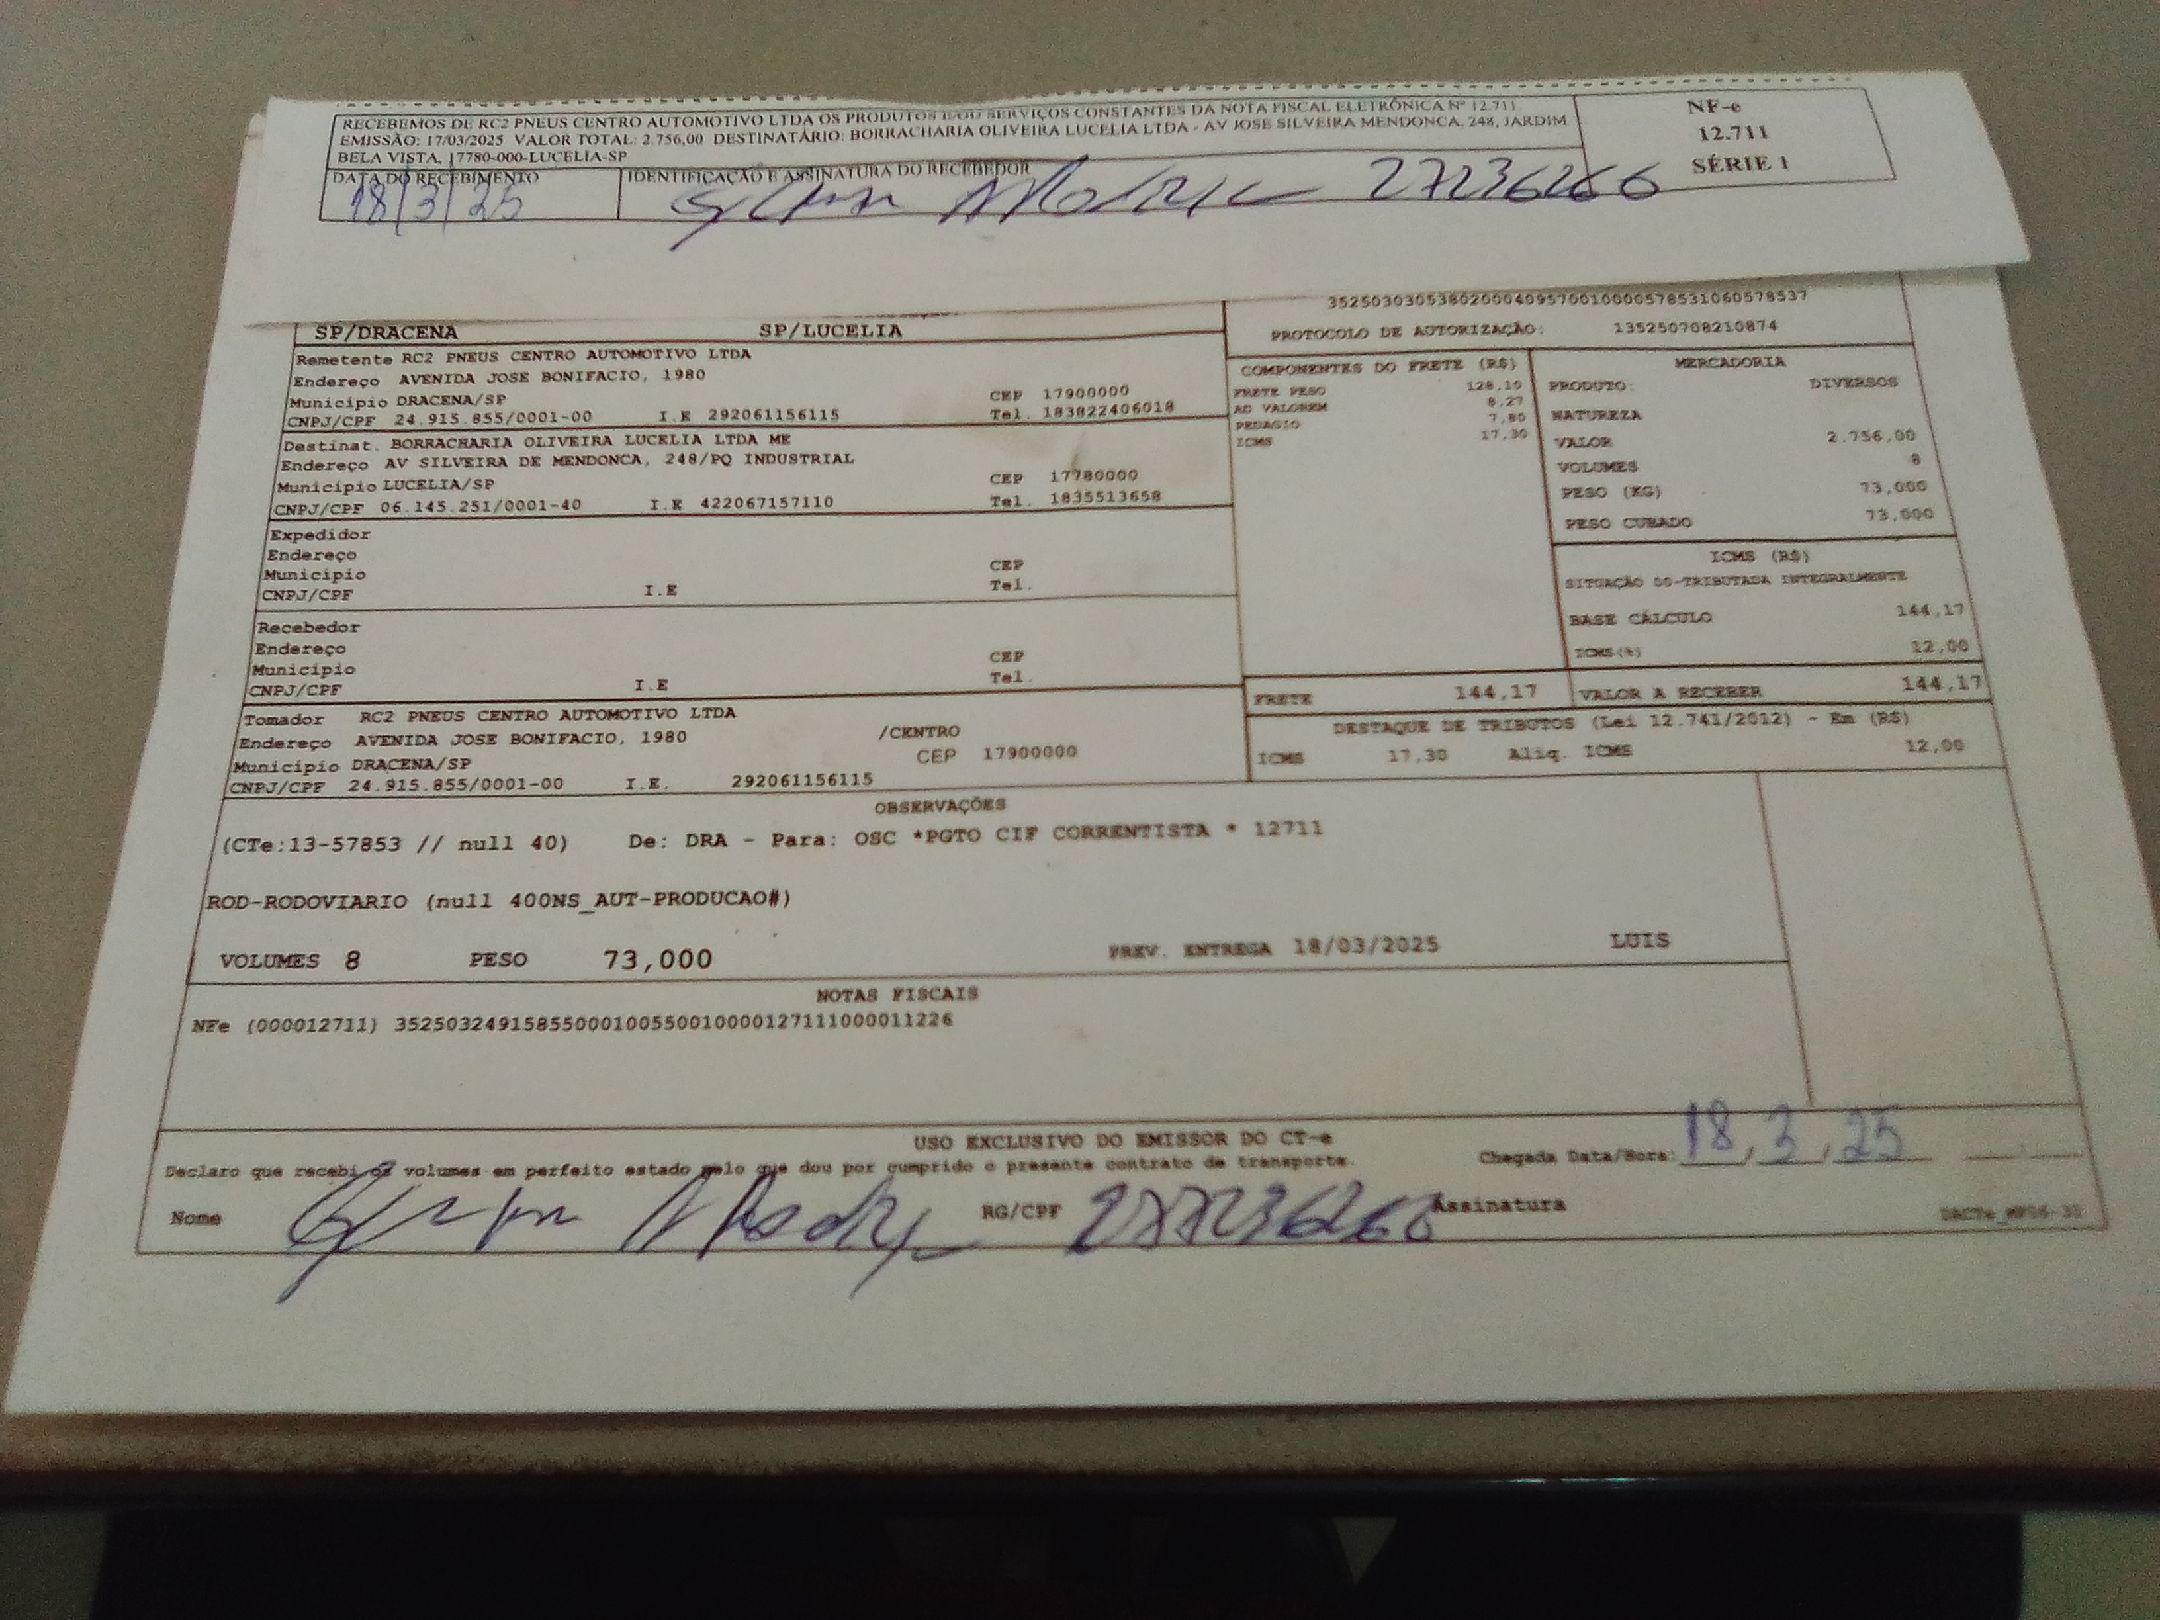 RECEBEMOS DE RC2 PNEUS CENTRO AUTOMOTIVO LTDA OS PRODUTOS E/OU SERVIÇOS CONSTANTES DA NOTA FISCAL ELETRÔNICA Nº 12.711.
EMISSÃO: 17/03/2025 VALOR TOTAL: 2.756,00 DESTINATÁRIO: BORRACHARIA OLIVEIRA LUCELIA LTDA - AV JOSE SILVEIRA MENDONCA, 248, JARDIM
BELA VISTA, 17780-000-LUCELIA-SP
NF-e
12.711
SÉRIE 1
DATA DO RECEBIMENTO
18/3/25
IDENTIFICAÇÃO E ASSINATURA DO RECEBEDOR
27236266
SP/DRACENA SP/LUCELIA
Remetente RC2 PNEUS CENTRO AUTOMOTIVO LTDA
Endereço AVENIDA JOSE BONIFACIO, 1980
Município DRACENA/SP CEP 17900000
CNPJ/CPF 24.915.855/0001-00 I.E 292061156115 Tel. 183822406018
Destinat. BORRACHARIA OLIVEIRA LUCELIA LTDA ME
Endereço AV SILVEIRA DE MENDONCA, 248/PQ INDUSTRIAL
Município LUCELIA/SP CEP 17780000
CNPJ/CPF 06.145.251/0001-40 I.E 422067157110 Tel. 1835513658
Expedidor
Endereço
Município CEP
CNPJ/CPF I.E Tel.
Recebedor
Endereço
Município CEP
CNPJ/CPF I.E Tel.
Tomador RC2 PNEUS CENTRO AUTOMOTIVO LTDA
Endereço AVENIDA JOSE BONIFACIO, 1980 /CENTRO
Município DRACENA/SP CEP 17900000
CNPJ/CPF 24.915.855/0001-00 I.E. 292061156115
35250303053802000409570010000578531060578537
PROTOCOLO DE AUTORIZAÇÃO: 135250708210874
COMPONENTES DO FRETE (R$)
FRETE PESO 128,10
AD VALOREM 8,27
PEDAGIO 7,80
ICMS 17,30
MERCADORIA
PRODUTO: DIVERSOS
NATUREZA
VALOR 2.756,00
VOLUMES 8
PESO (KG) 73,000
PESO CUBADO 73,000
ICMS (R$)
SITUAÇÃO 00-TRIBUTADA INTEGRALMENTE
BASE CÁLCULO 144,17
ICMS(%) 12,00
FRETE 144,17 VALOR A RECEBER 144,17
DESTAQUE DE TRIBUTOS (Lei 12.741/2012) - Em (R$)
ICMS 17,30 Aliq. ICMS 12,00
OBSERVAÇÕES
(CTe:13-57853 // null 40) De: DRA - Para: OSC *PGTO CIF CORRENTISTA * 12711
ROD-RODOVIARIO (null 400NS_AUT-PRODUCAO#)
VOLUMES 8 PESO 73,000 PREV. ENTREGA 18/03/2025 LUIS
NOTAS FISCAIS
NFe (000012711) 35250324915855000100550010000127111000011226
USO EXCLUSIVO DO EMISSOR DO CT-e
Declaro que recebi os volumes em perfeito estado pelo que dou por cumprido o presente contrato de transporte.
Chegada Data/Hora: 18, 3, 25
Nome RG/CPF Assinatura